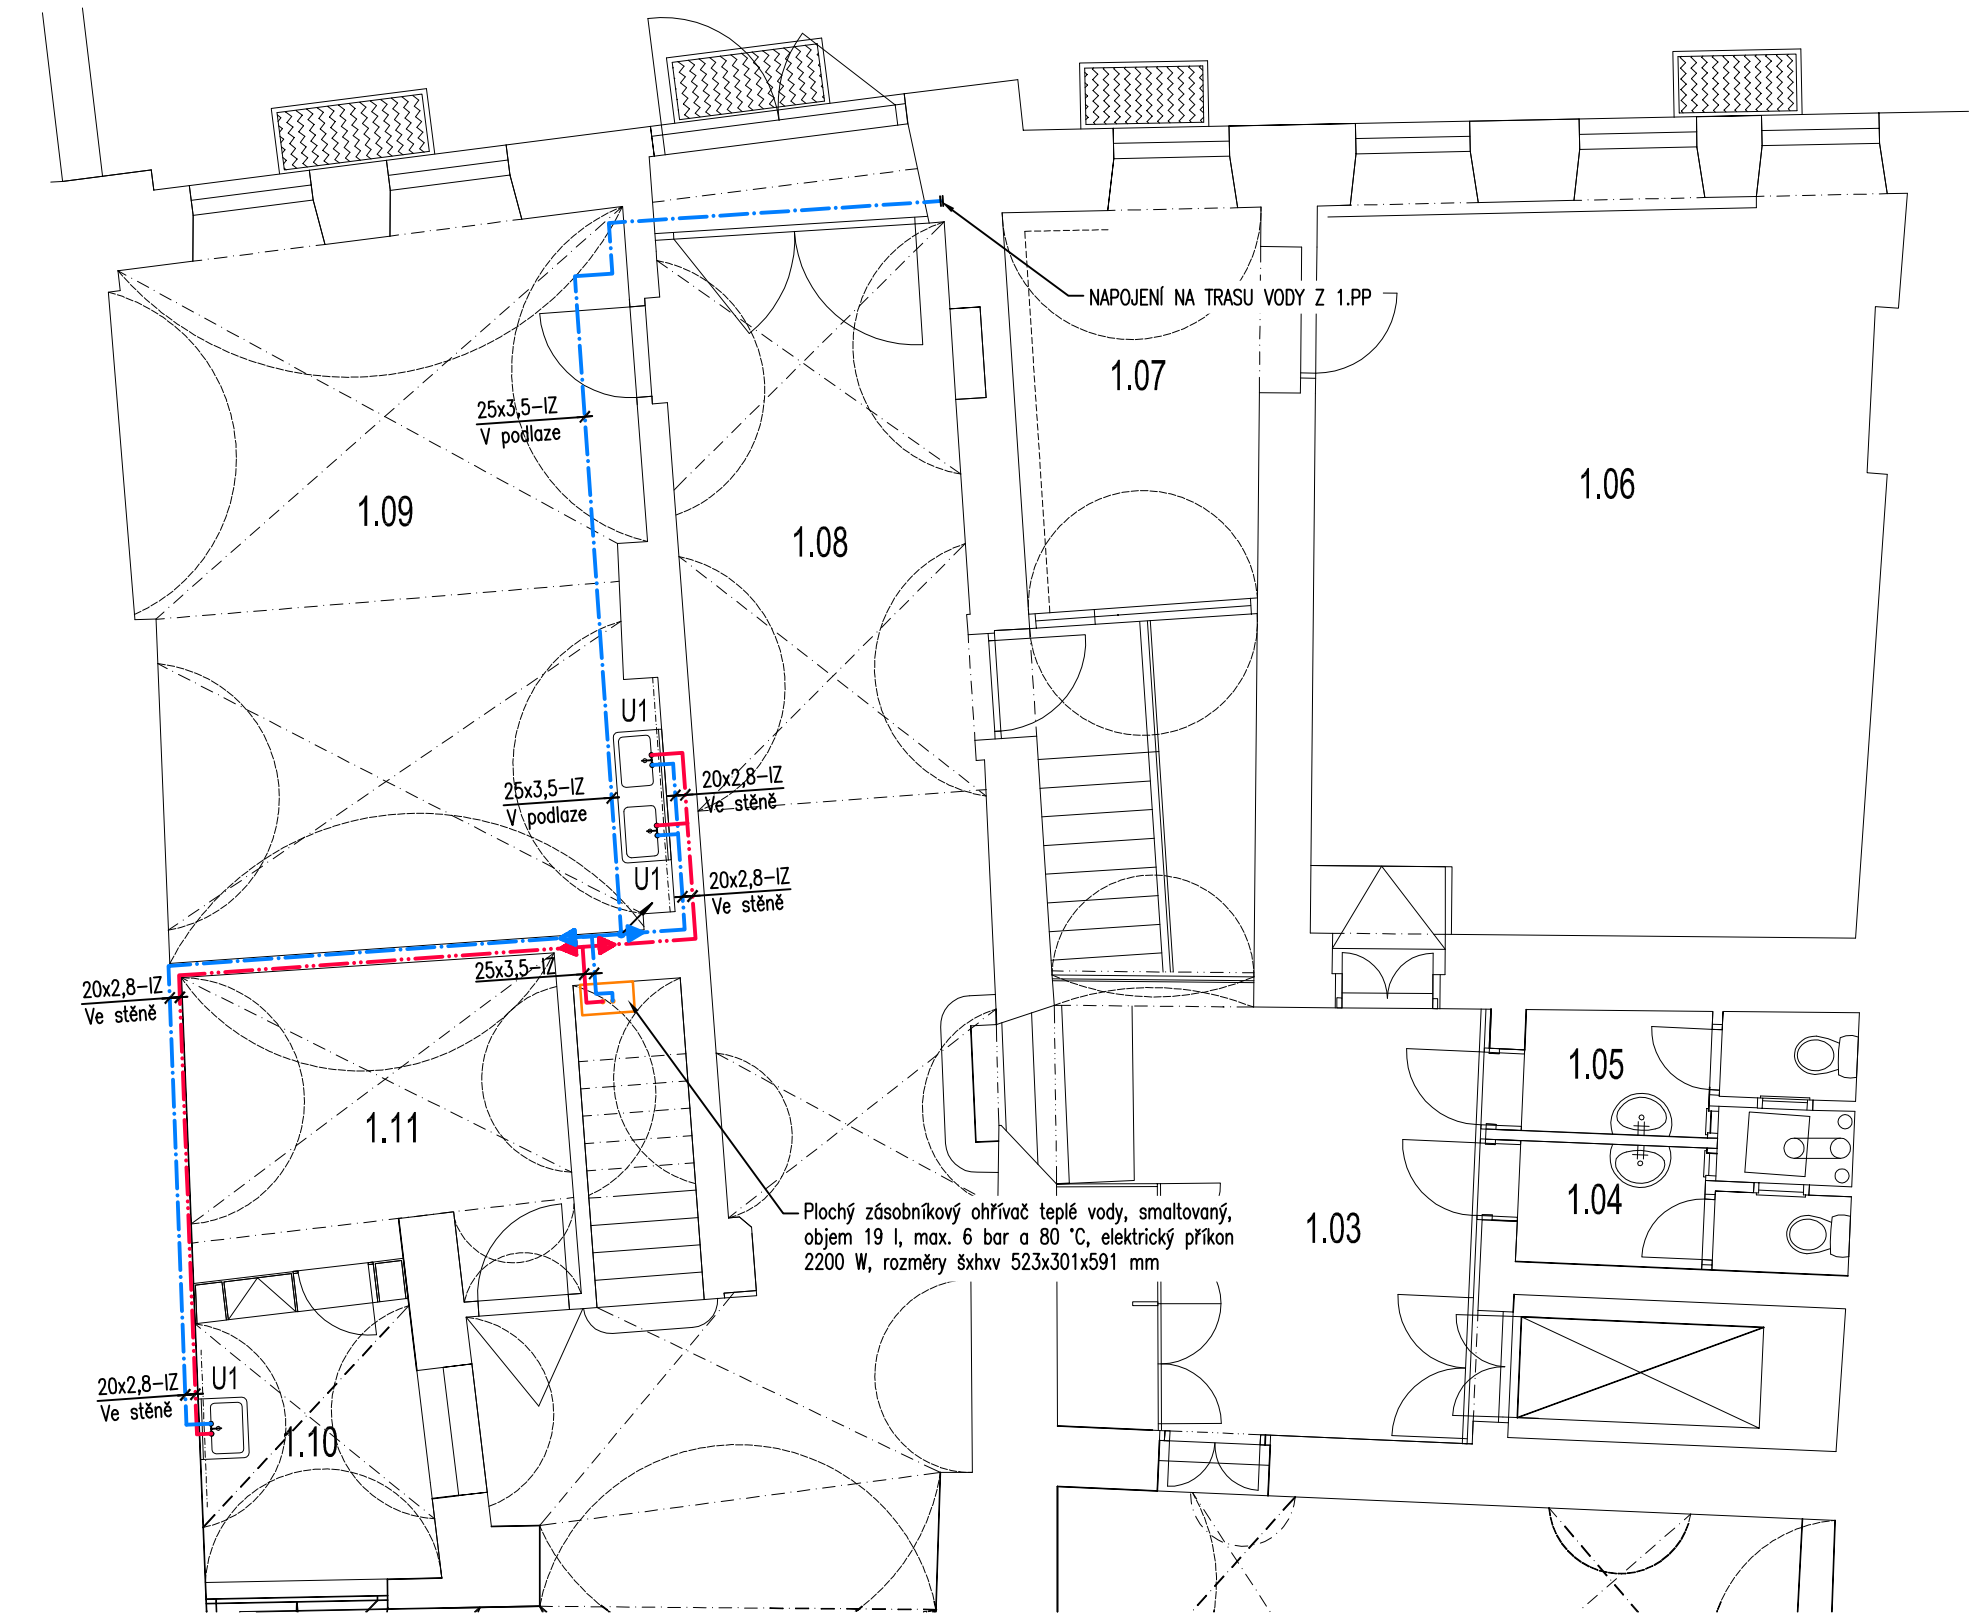 NAPOJENÍ NA TRASU VODY Z 1.PP
1.07
25x3,5-IZ
V podlaze
1.06
1.09
1.08
U1
25x3,5-IZ
V podlaze
20x2,8-IZ
Ve stěně
U1
20x2,8-IZ
Ve stěně
25x3,5-IZ
20x2,8-IZ
Ve stěně
1.05
1.11
1.04
Plochý zásobníkový ohřívač teplé vody, smaltovaný,
objem 19 l, max. 6 bar a 80 °C, elektrický příkon
2200 W, rozměry šxhxv 523x301x591 mm
1.03
20x2,8-IZ
Ve stěně
U1
1.10